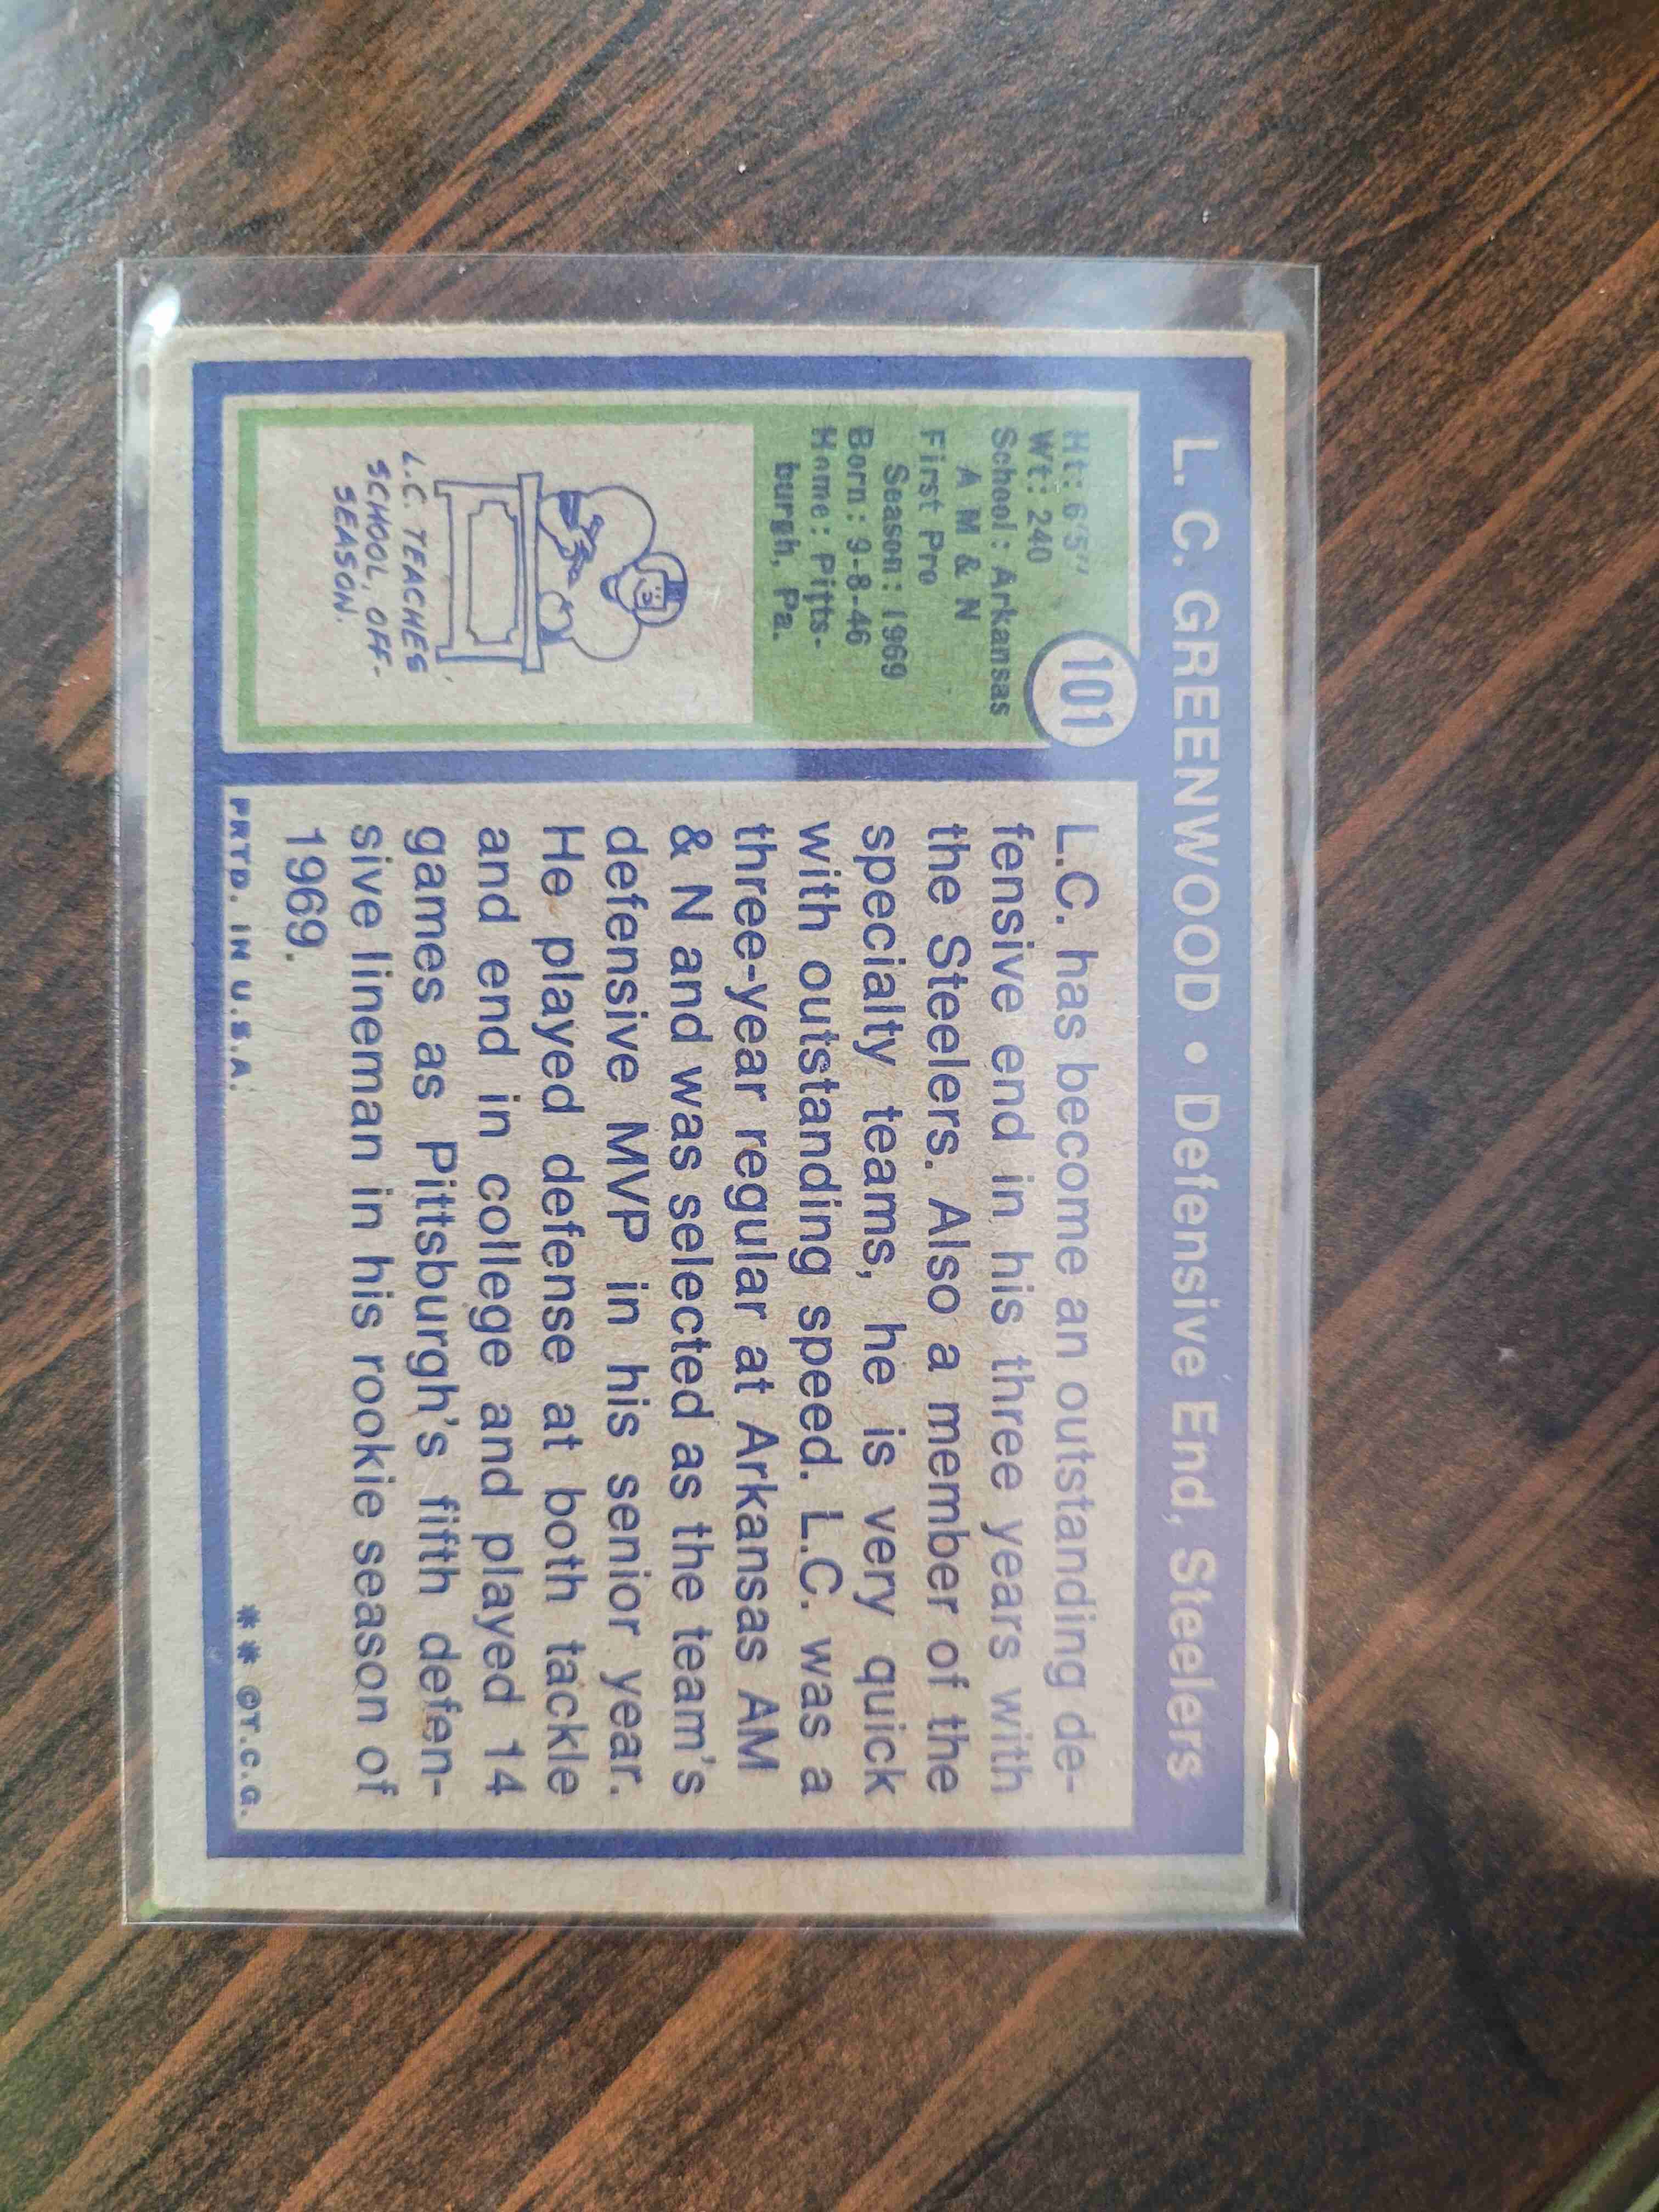 L. C. GREENWOOD • Defensive End, Steelers
101
Ht: 6'5"
Wt: 240
School: Arkansas
A M & N
First Pro
Season: 1969
Born: 9-8-46
Home: Pitts-
burgh, Pa.
L.C. TEACHES
SCHOOL, OFF-
SEASON.
L.C. has become an outstanding de-
fensive end in his three years with
the Steelers. Also a member of the
specialty teams, he is very quick
with outstanding speed. L.C. was a
three-year regular at Arkansas AM
& N and was selected as the team's
defensive MVP in his senior year.
He played defense at both tackle
and end in college and played 14
games as Pittsburgh's fifth defen-
sive lineman in his rookie season of
1969.
PRTD. IN U.S.A. ** ©T.C.G.